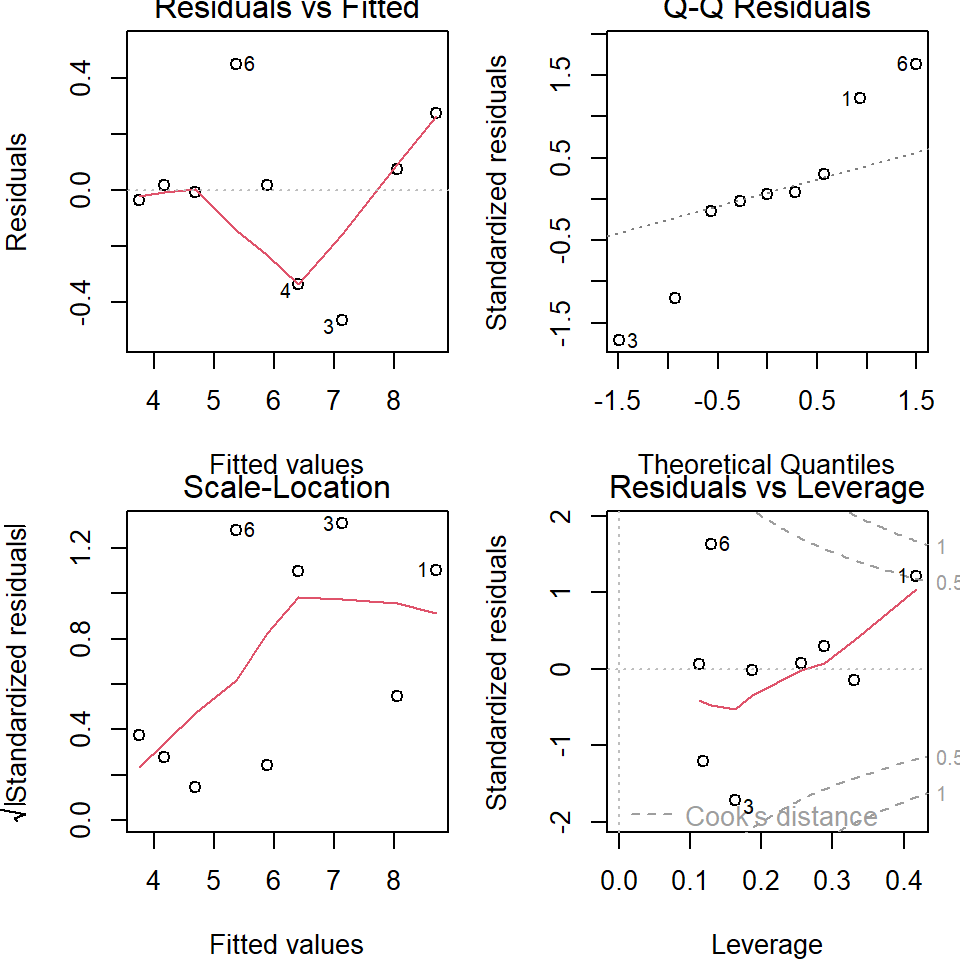 Residuals vs Fitted
Residuals
-0.4 0.0 0.4
6
4
3
4 5 6 7 8
Fitted values
Q-Q Residuals
Standardized residuals
-1.5 -0.5 0.5 1.5
6
1
3
-1.5 -0.5 0.5 1.5
Theoretical Quantiles
Scale-Location
√|Standardized residuals|
0.0 0.4 0.8 1.2
6
3
1
4 5 6 7 8
Fitted values
Residuals vs Leverage
Standardized residuals
-2 -1 0 1 2
6
1
3
1
0.5
0.5
1
Cook's distance
0.0 0.1 0.2 0.3 0.4
Leverage